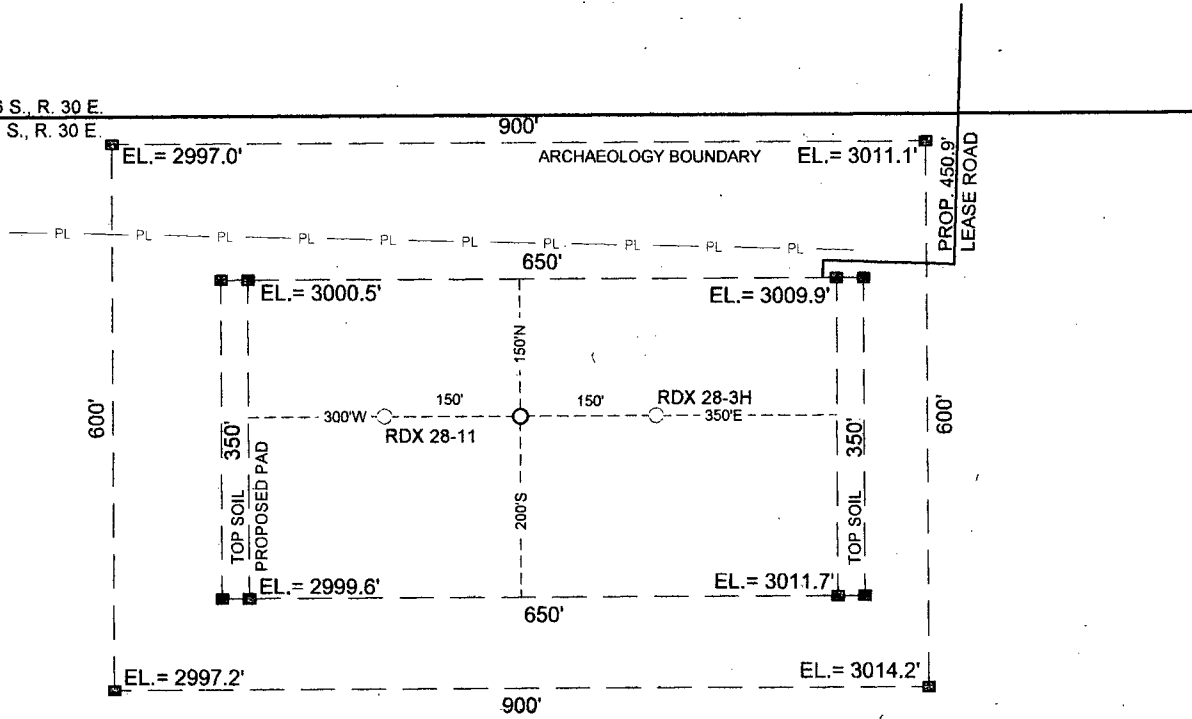 S., R. 30 E.
S., R. 30 E.
900'
EL.= 2997.0'
ARCHAEOLOGY BOUNDARY
EL.= 3011.1'
PROP. 450.9'
LEASE ROAD
PL PL PL PL PL PL PL PL PL PL
650'
EL.= 3000.5'
EL.= 3009.9'
150'N
600'
350'
TOP SOIL
PROPOSED PAD
300'W
150'
150'
RDX 28-3H
350'E
RDX 28-11
200'S
350'
TOP SOIL
600'
EL.= 2999.6'
EL.= 3011.7'
650'
EL.= 2997.2'
EL.= 3014.2'
900'